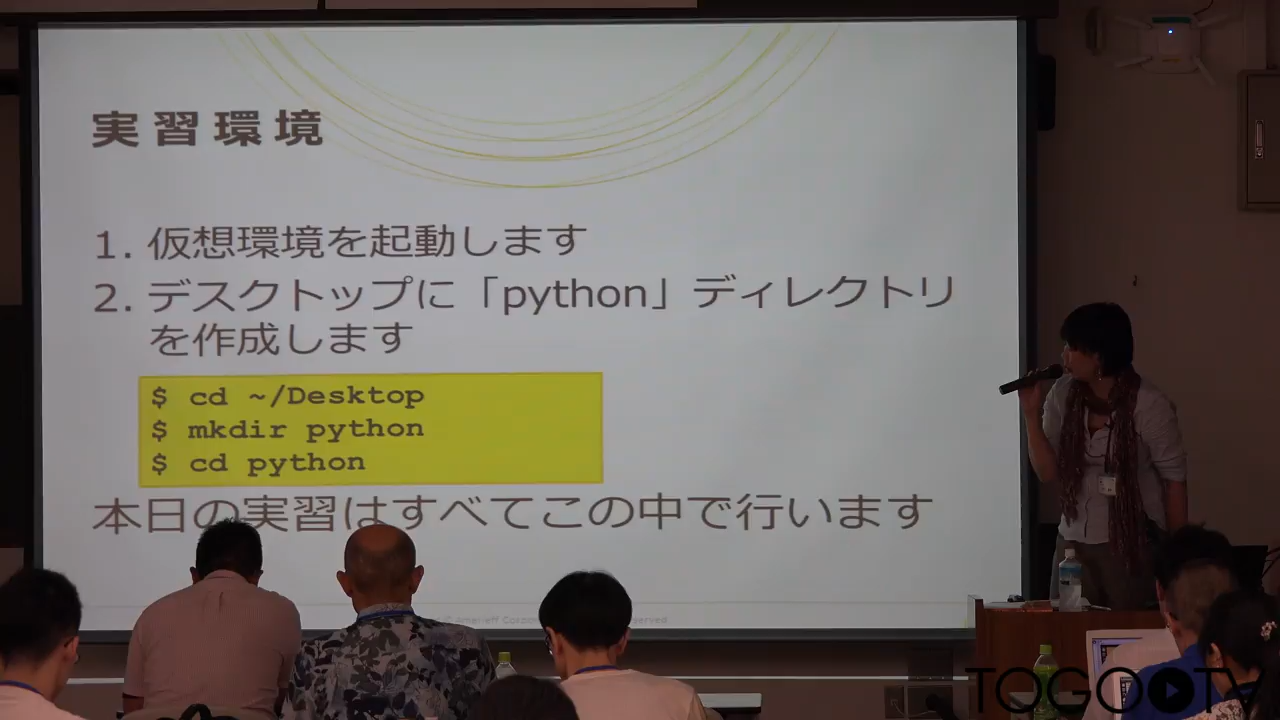 実習環境
1. 仮想環境を起動します
2. デスクトップに「python」ディレクトリ
を作成します
$ cd ~/Desktop
$ mkdir python
$ cd python
本日の実習はすべてこの中で行います
TOGOTV